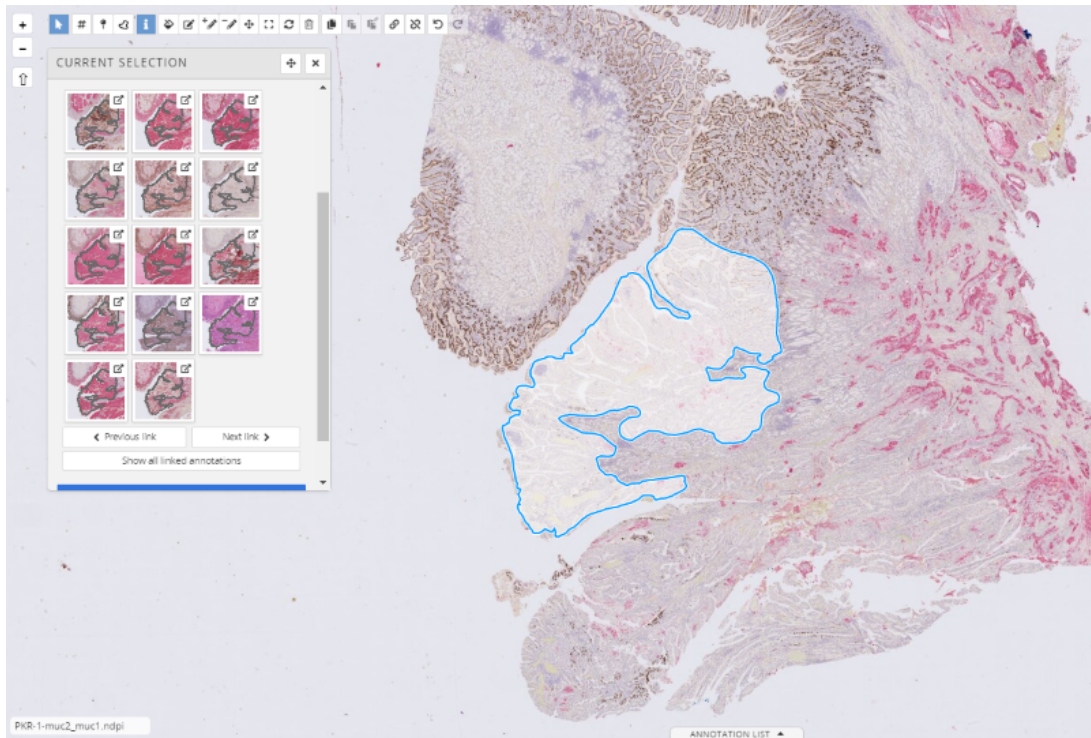 CURRENT SELECTION
Previous link
Next link
Show all linked annotations
PKR-1-muc2_muc1.ndpi
ANNOTATION LIST